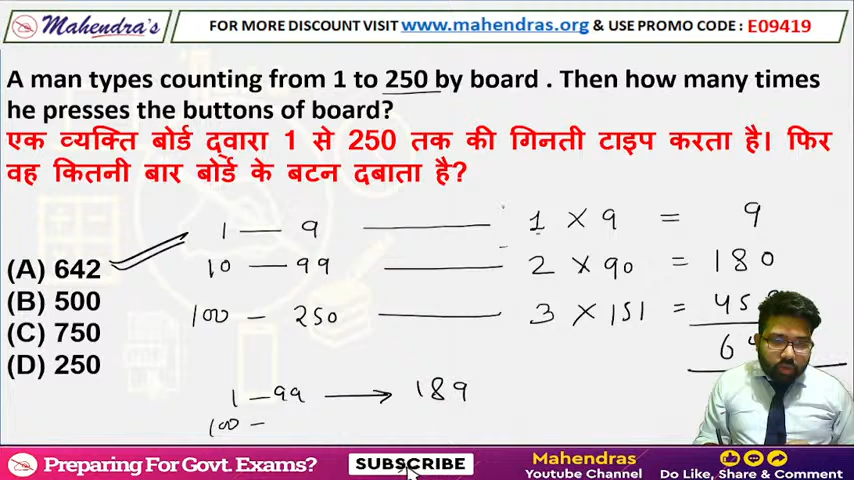 Mahendra's
FOR MORE DISCOUNT VISIT www.mahendras.org & USE PROMO CODE : E09419
A man types counting from 1 to 250 by board . Then how many times
he presses the buttons of board?
एक व्यक्ति बोर्ड द्वारा 1 से 250 तक की गिनती टाइप करता है। फिर
वह कितनी बार बोर्ड के बटन दबाता है?
1 — 9 — 1 × 9 = 9
(A) 642
10 — 99 — 2 × 90 = 180
(B) 500
100 — 250 — 3 × 151 =
(C) 750
(D) 250
1 — 99 → 189
100 —
Preparing For Govt. Exams?
SUBSCRIBE
Mahendras
Youtube Channel
Do Like, Share & Comment